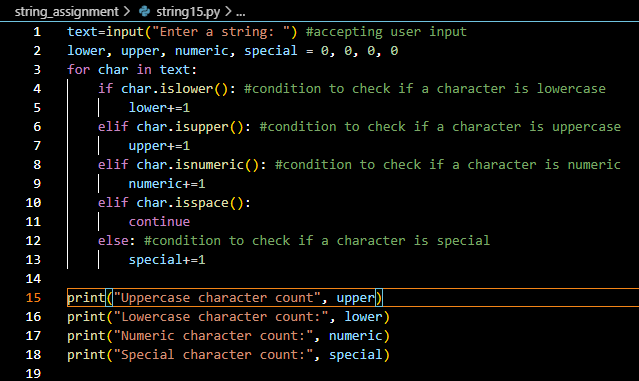 string_assignment > string15.py > ...
1 text=input("Enter a string: ") #accepting user input
2 lower, upper, numeric, special = 0, 0, 0, 0
3 for char in text:
4 if char.islower(): #condition to check if a character is lowercase
5 lower+=1
6 elif char.isupper(): #condition to check if a character is uppercase
7 upper+=1
8 elif char.isnumeric(): #condition to check if a character is numeric
9 numeric+=1
10 elif char.isspace():
11 continue
12 else: #condition to check if a character is special
13 special+=1
14
15 print("Uppercase character count", upper)
16 print("Lowercase character count:", lower)
17 print("Numeric character count:", numeric)
18 print("Special character count:", special)
19